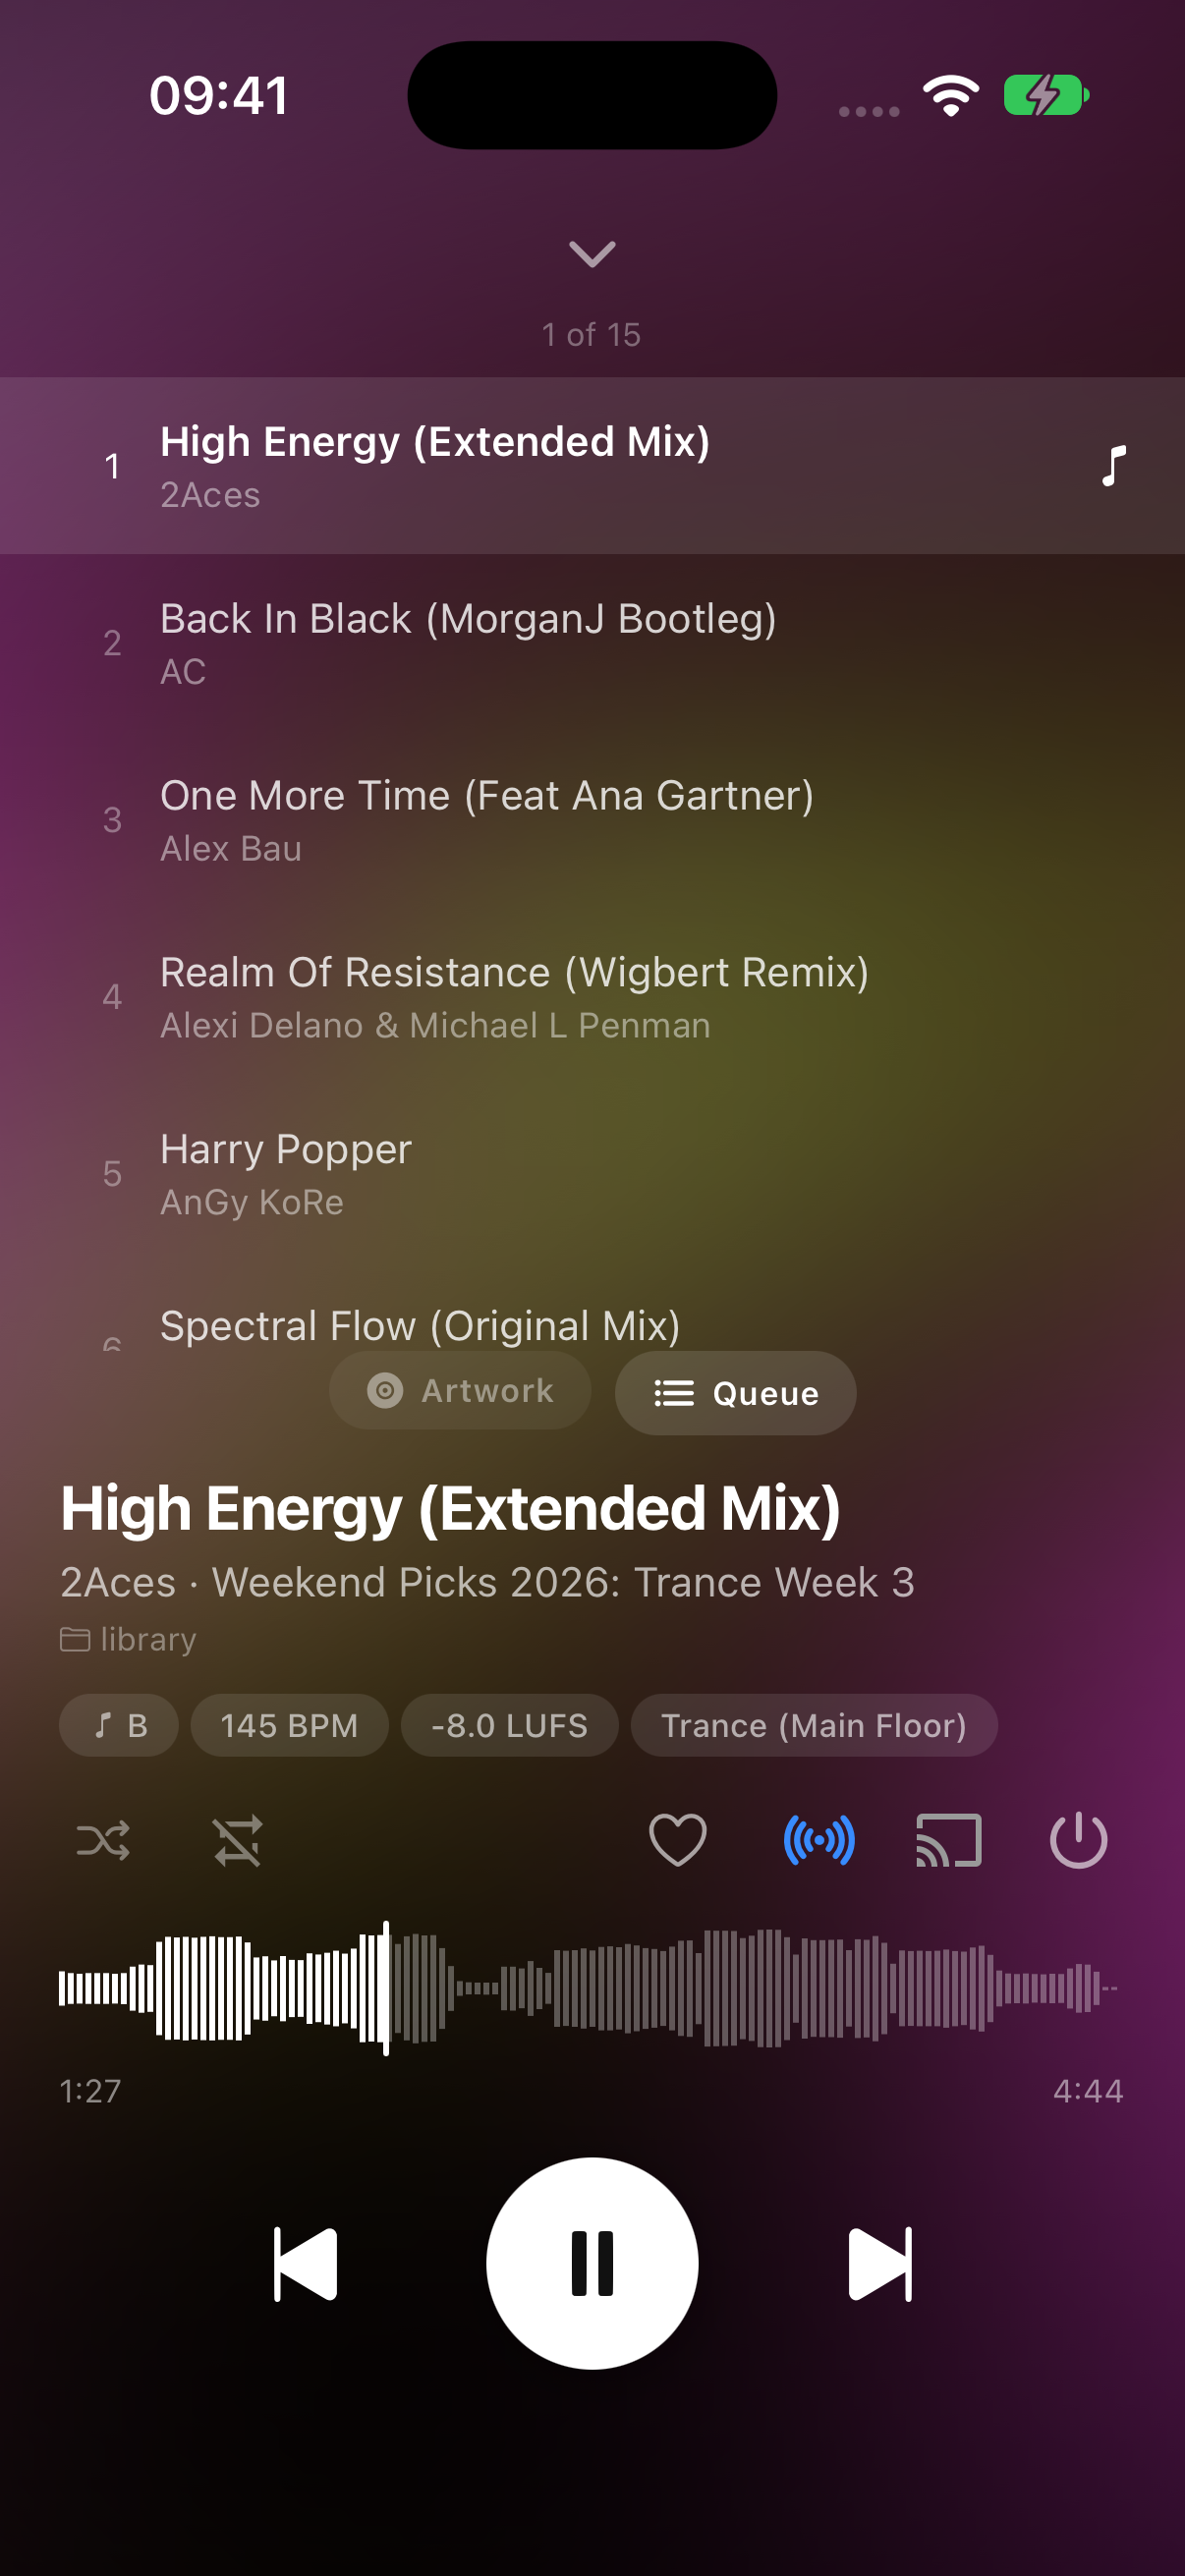 09:41
1 of 15
1
High Energy (Extended Mix)
2Aces
2
Back In Black (MorganJ Bootleg)
AC
3
One More Time (Feat Ana Gartner)
Alex Bau
4
Realm Of Resistance (Wigbert Remix)
Alexi Delano & Michael L Penman
5
Harry Popper
AnGy KoRe
6
Spectral Flow (Original Mix)
Artwork Queue
High Energy (Extended Mix)
2Aces · Weekend Picks 2026: Trance Week 3
library
B 145 BPM -8.0 LUFS Trance (Main Floor)
1:27 4:44